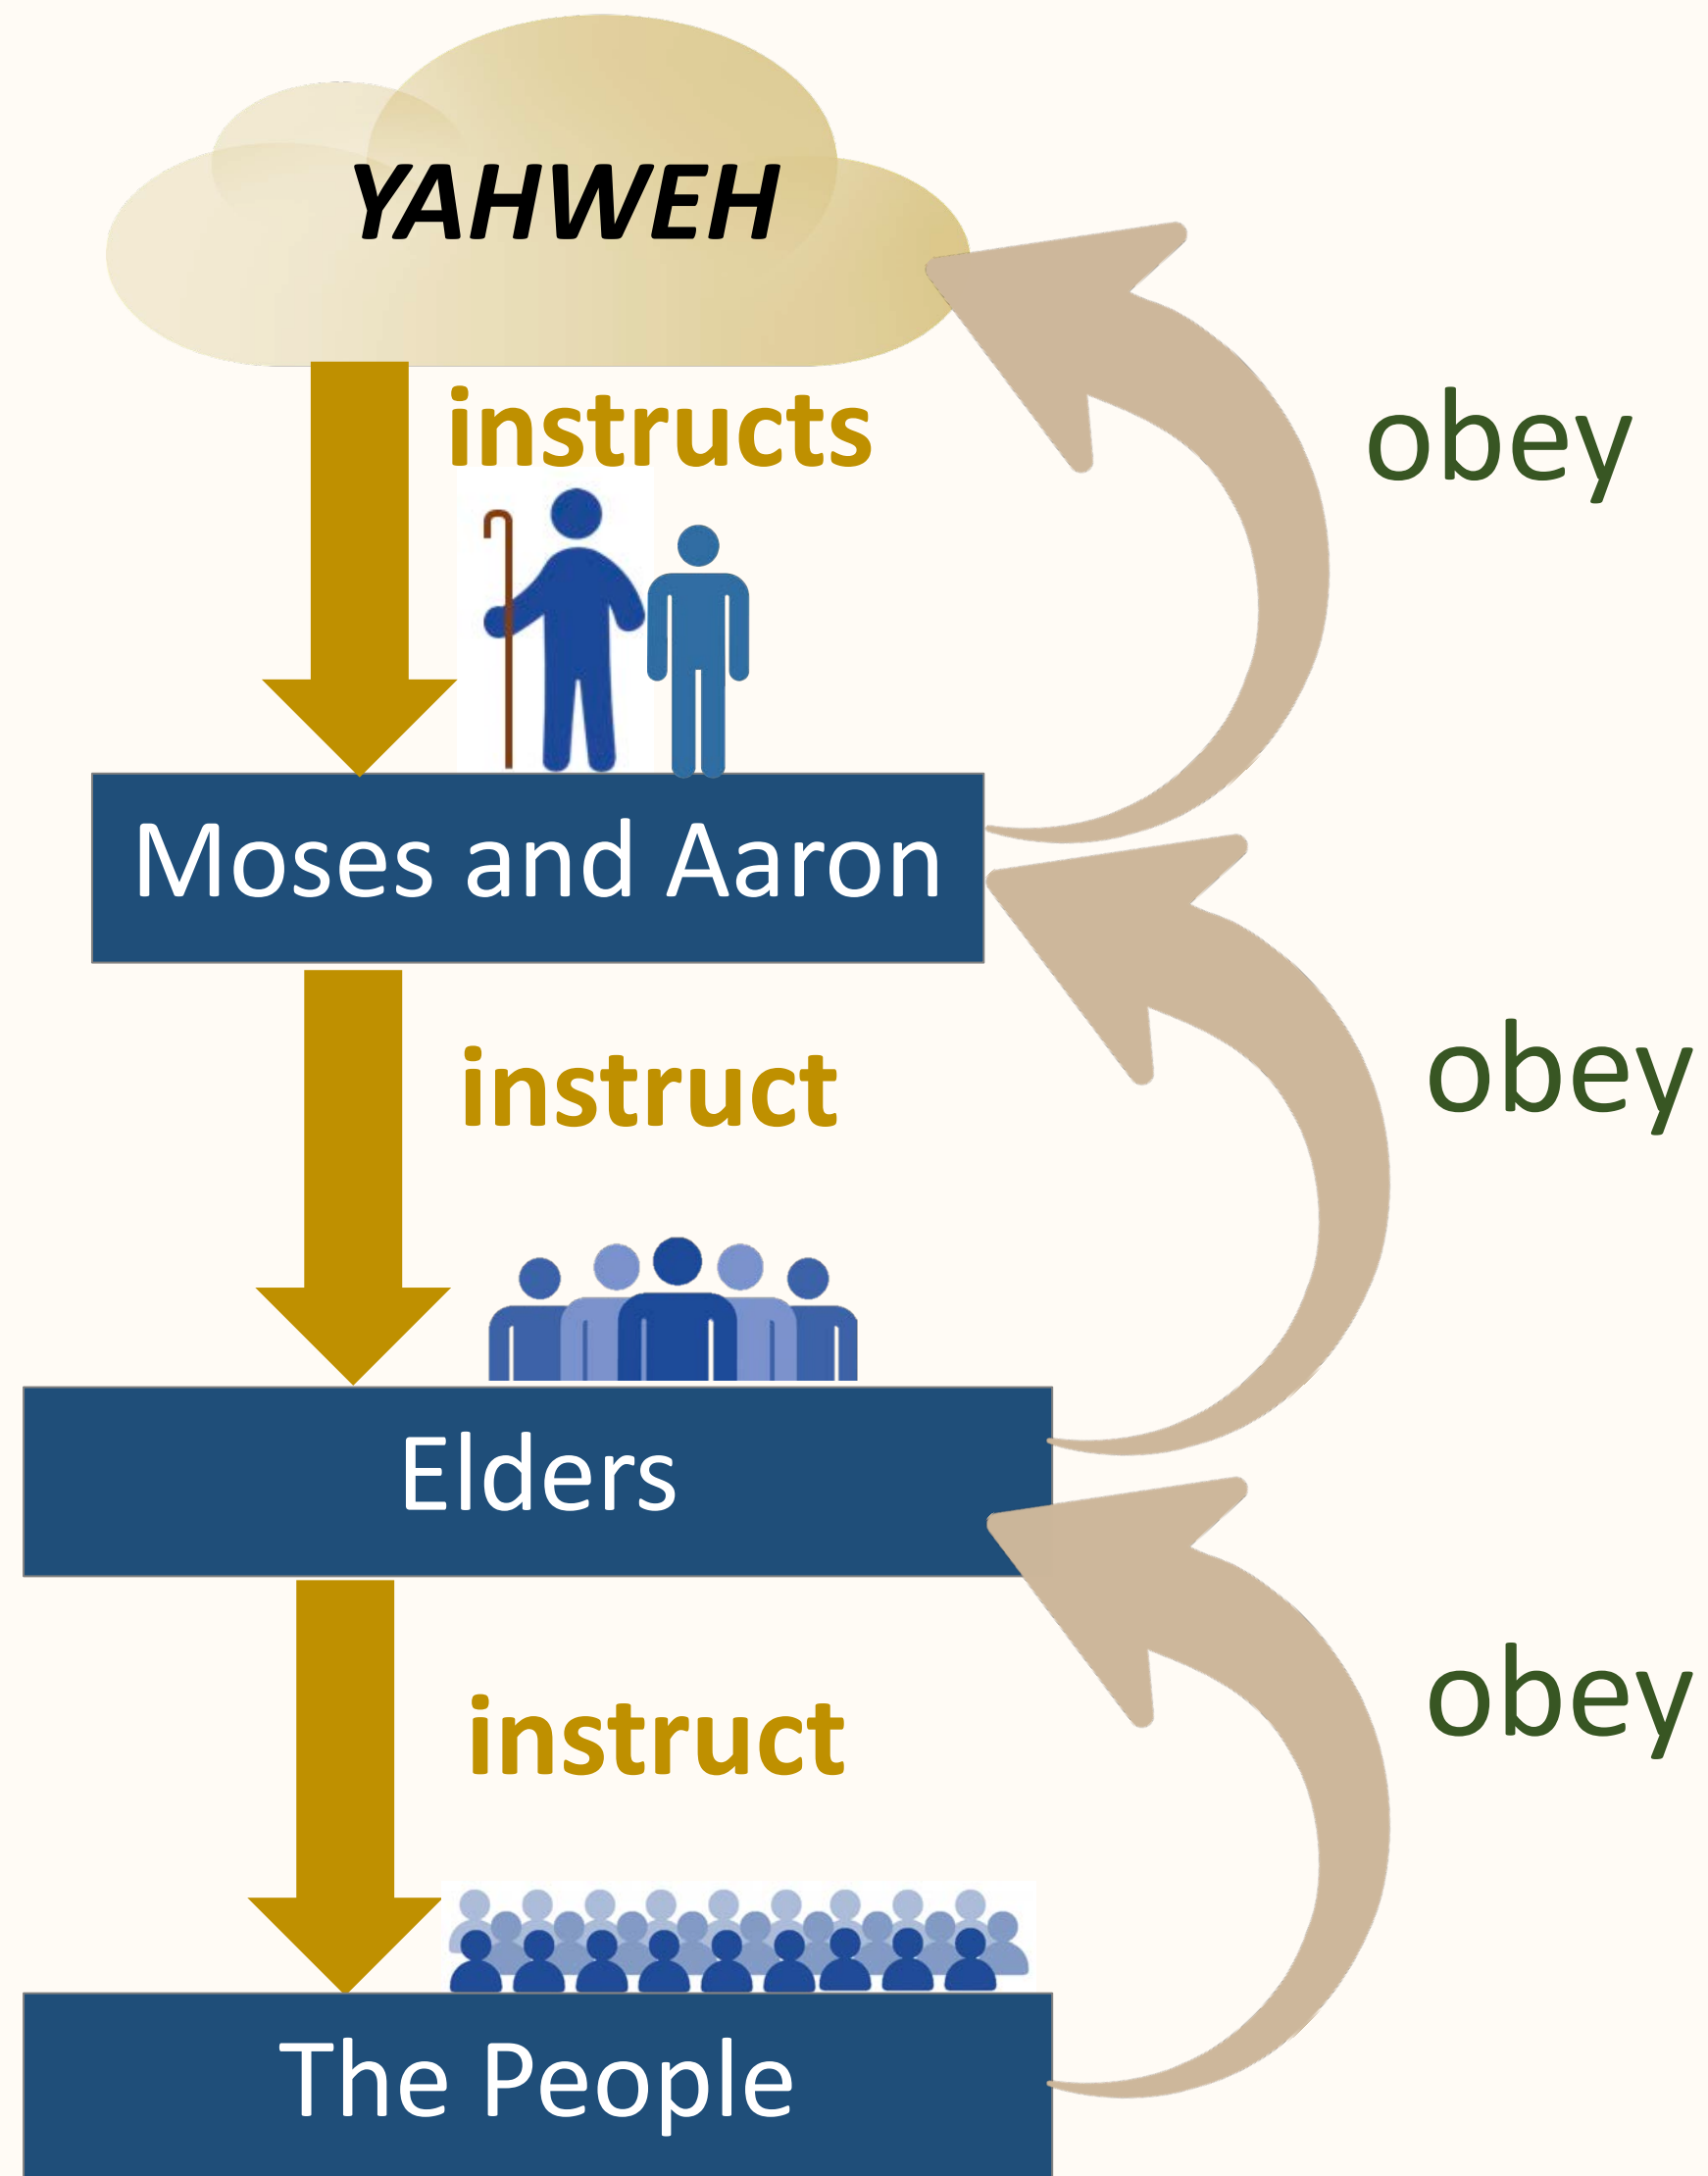 YAHWEH
instructs
obey
Moses and Aaron
instruct
obey
Elders
instruct
obey
The People